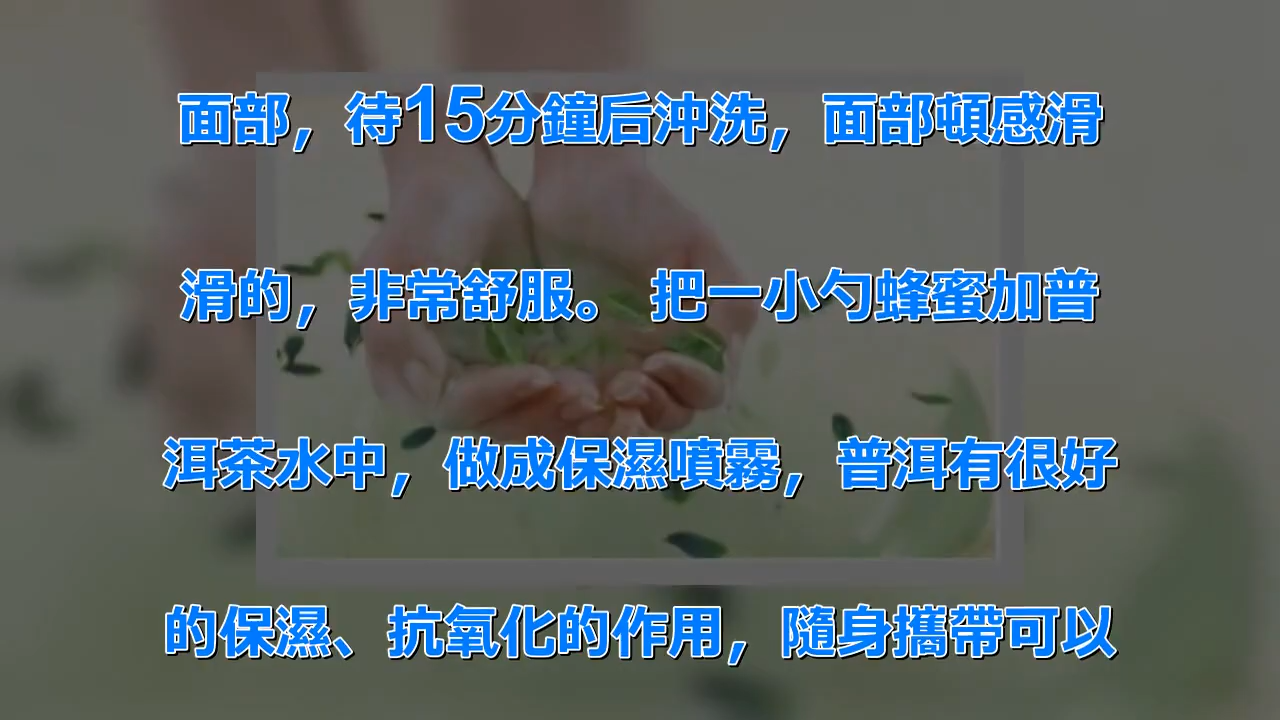 面部，待15分鐘后沖洗，面部頓感滑
滑的，非常舒服。 把一小勺蜂蜜加普
洱茶水中，做成保濕噴霧，普洱有很好
的保濕、抗氧化的作用，隨身攜帶可以